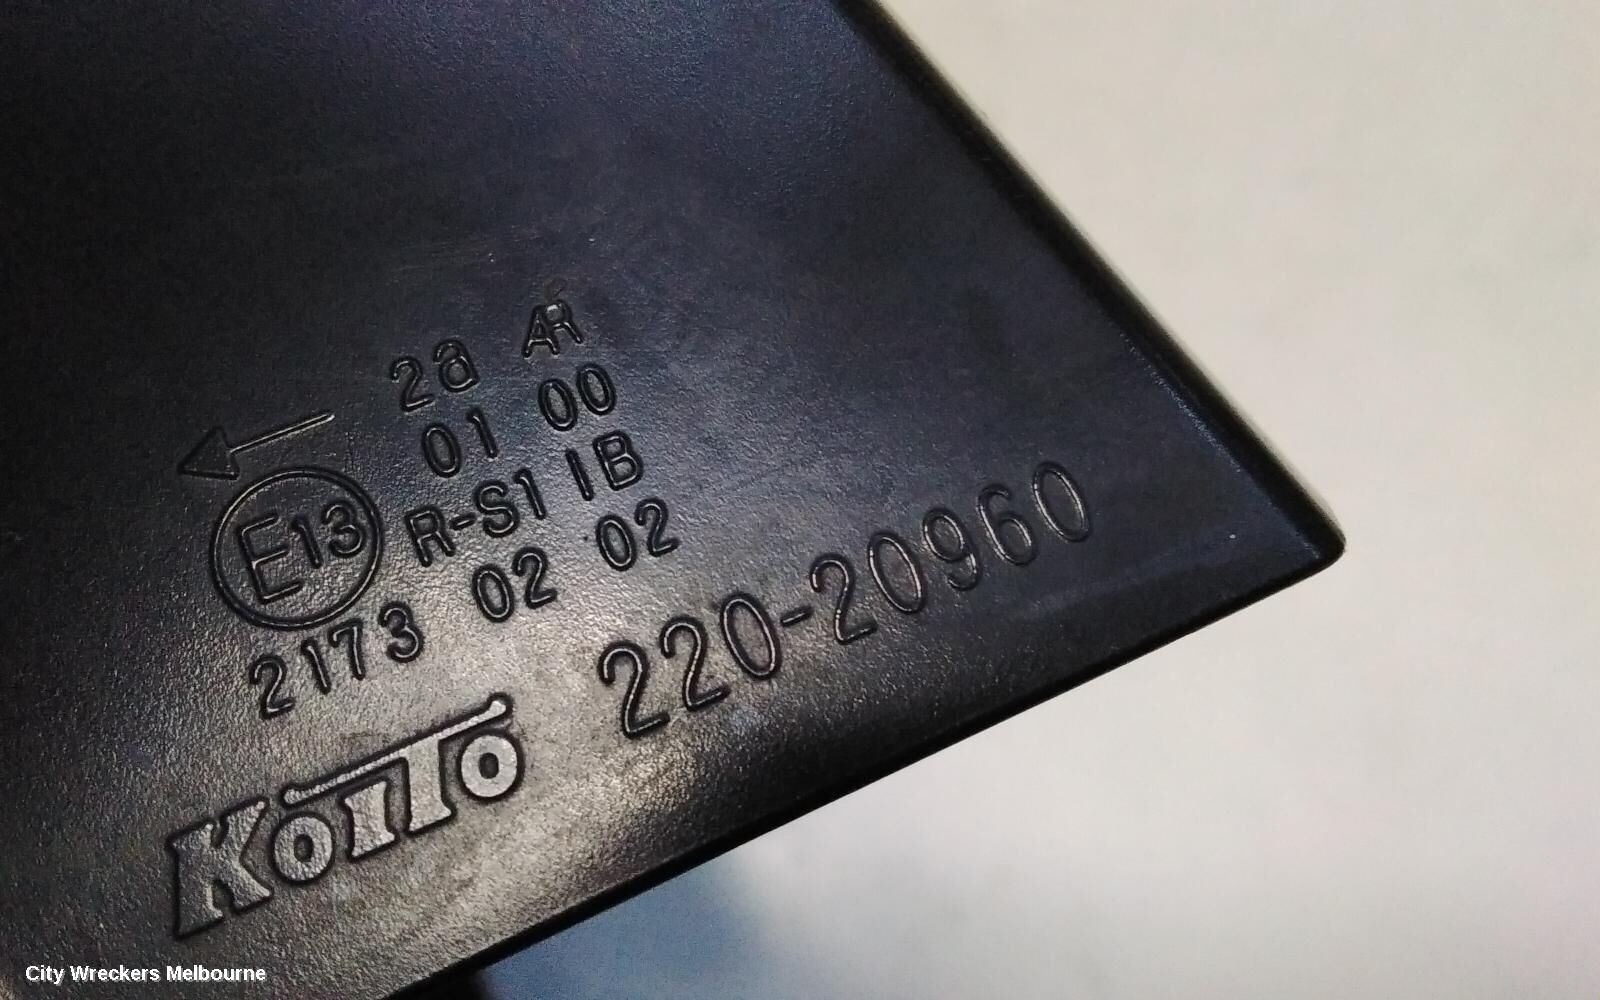 2a AR
01 00
R-S1 IB
02 02
E13
2173
220-20960
KOITO
City Wreckers Melbourne